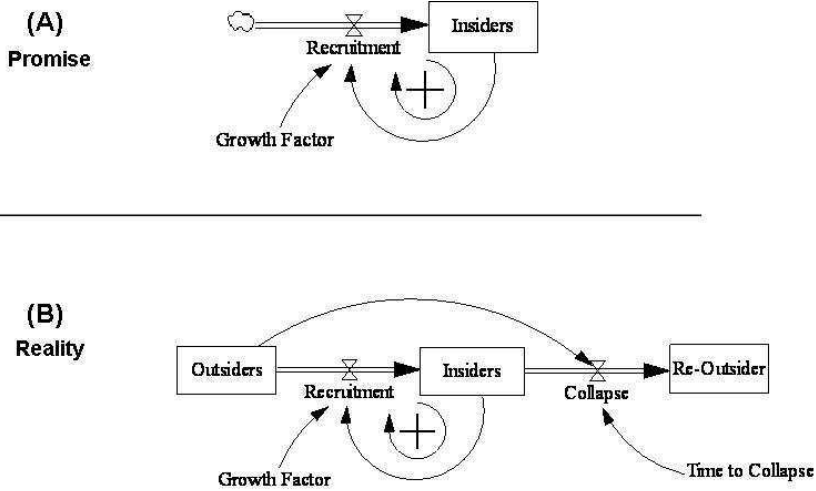 (A)
Promise
Insiders
Recruitment
+
Growth Factor
(B)
Reality
Outsiders
Insiders
Re-Outsider
Recruitment
Collapse
+
Growth Factor
Time to Collapse